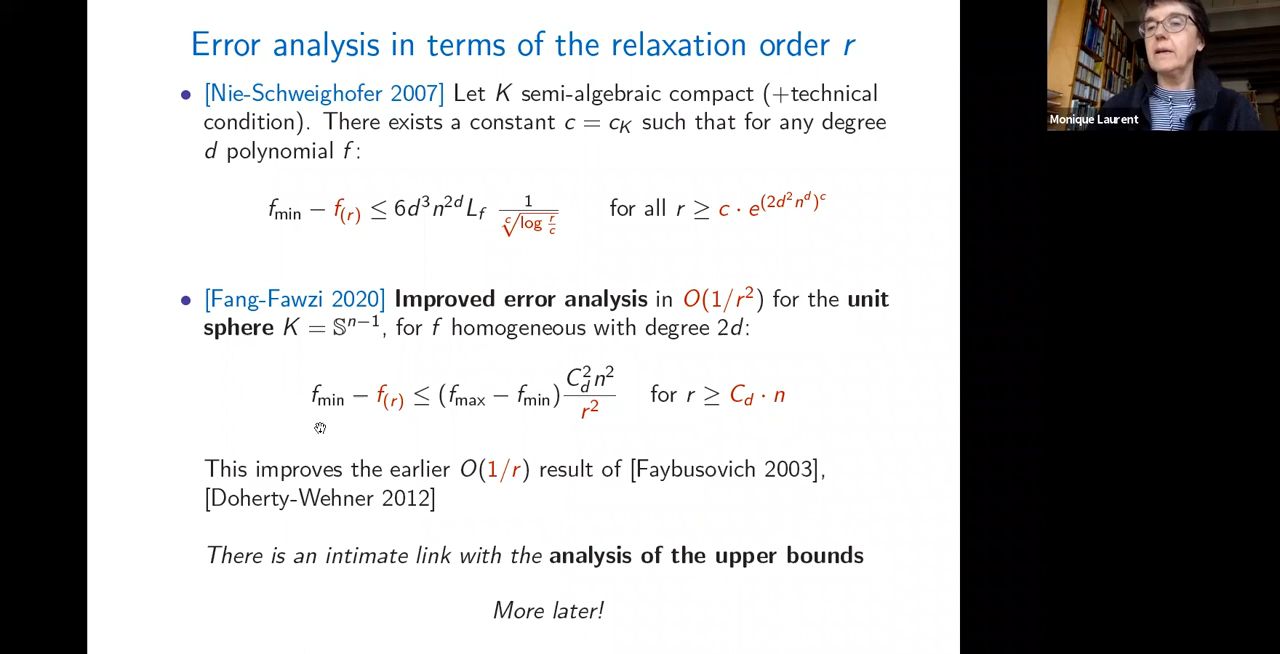 Error analysis in terms of the relaxation order r
• [Nie-Schweighofer 2007] Let K semi-algebraic compact (+technical
condition). There exists a constant c = c_K such that for any degree
d polynomial f:
f_min − f_(r) ≤ 6d³n^{2d}L_f 1/\sqrt[c]{log r/c} for all r ≥ c · e^{(2d²n^d)^c}
• [Fang-Fawzi 2020] Improved error analysis in O(1/r²) for the unit
sphere K = 𝕊^{n−1}, for f homogeneous with degree 2d:
f_min − f_(r) ≤ (f_max − f_min) C_d² n² / r² for r ≥ C_d · n
This improves the earlier O(1/r) result of [Faybusovich 2003],
[Doherty-Wehner 2012]
There is an intimate link with the analysis of the upper bounds
More later!
Monique Laurent